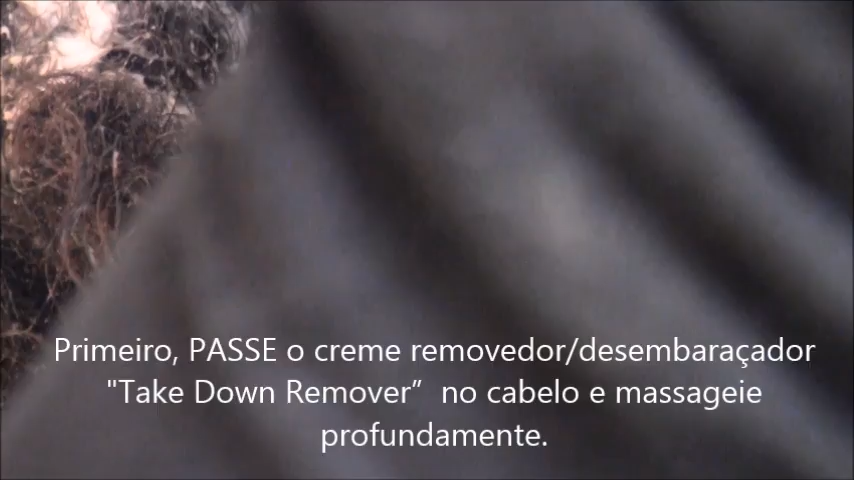 Primeiro, PASSE o creme removedor/desembaraçador
"Take Down Remover” no cabelo e massageie
profundamente.